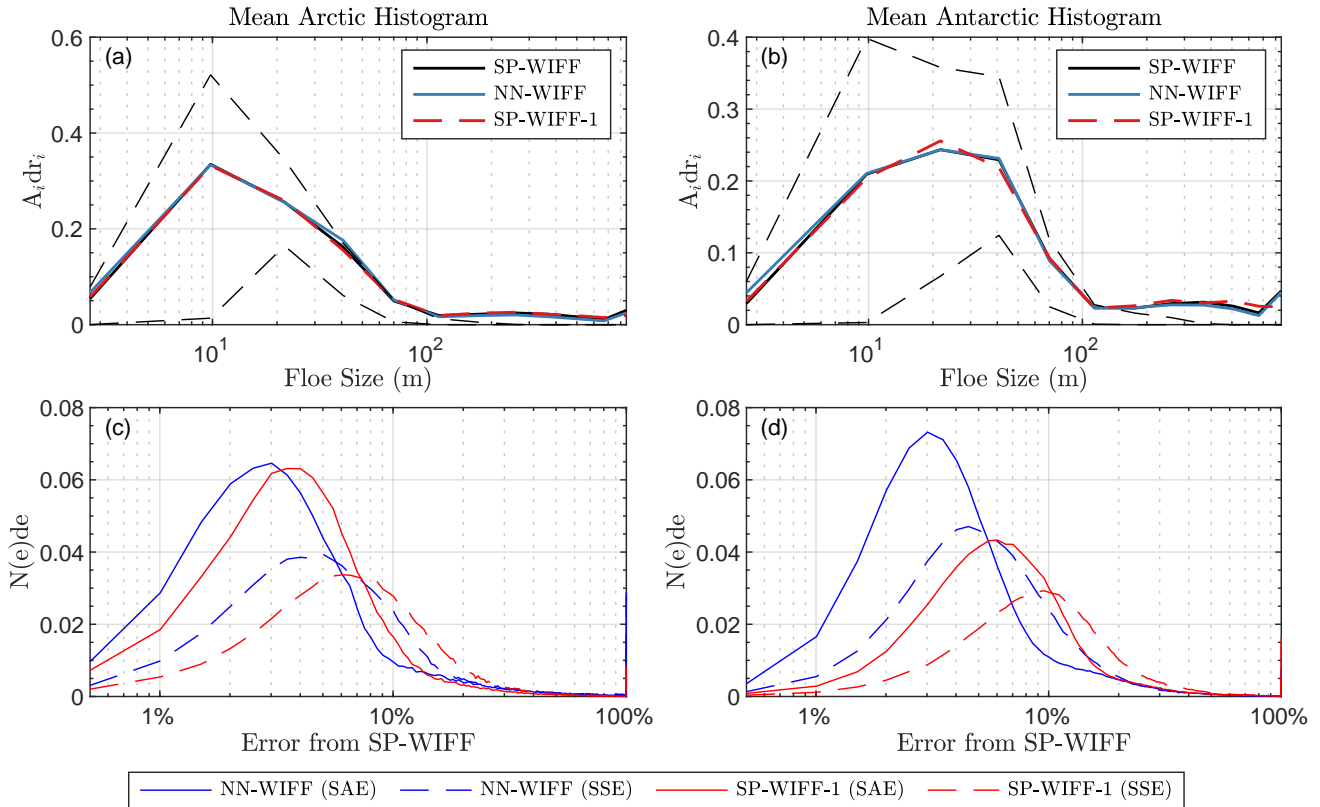 Mean Arctic Histogram
Mean Antarctic Histogram
(a)
0.6
0.4
0.2
0
A_i dr_i
SP-WIFF
NN-WIFF
SP-WIFF-1
10^1
10^2
Floe Size (m)
(b)
0.4
0.3
0.2
0.1
0
A_i dr_i
SP-WIFF
NN-WIFF
SP-WIFF-1
10^1
10^2
Floe Size (m)
(c)
0.08
0.06
0.04
0.02
0
N(e)de
1%
10%
100%
Error from SP-WIFF
(d)
0.08
0.06
0.04
0.02
0
N(e)de
1%
10%
100%
Error from SP-WIFF
NN-WIFF (SAE)
NN-WIFF (SSE)
SP-WIFF-1 (SAE)
SP-WIFF-1 (SSE)